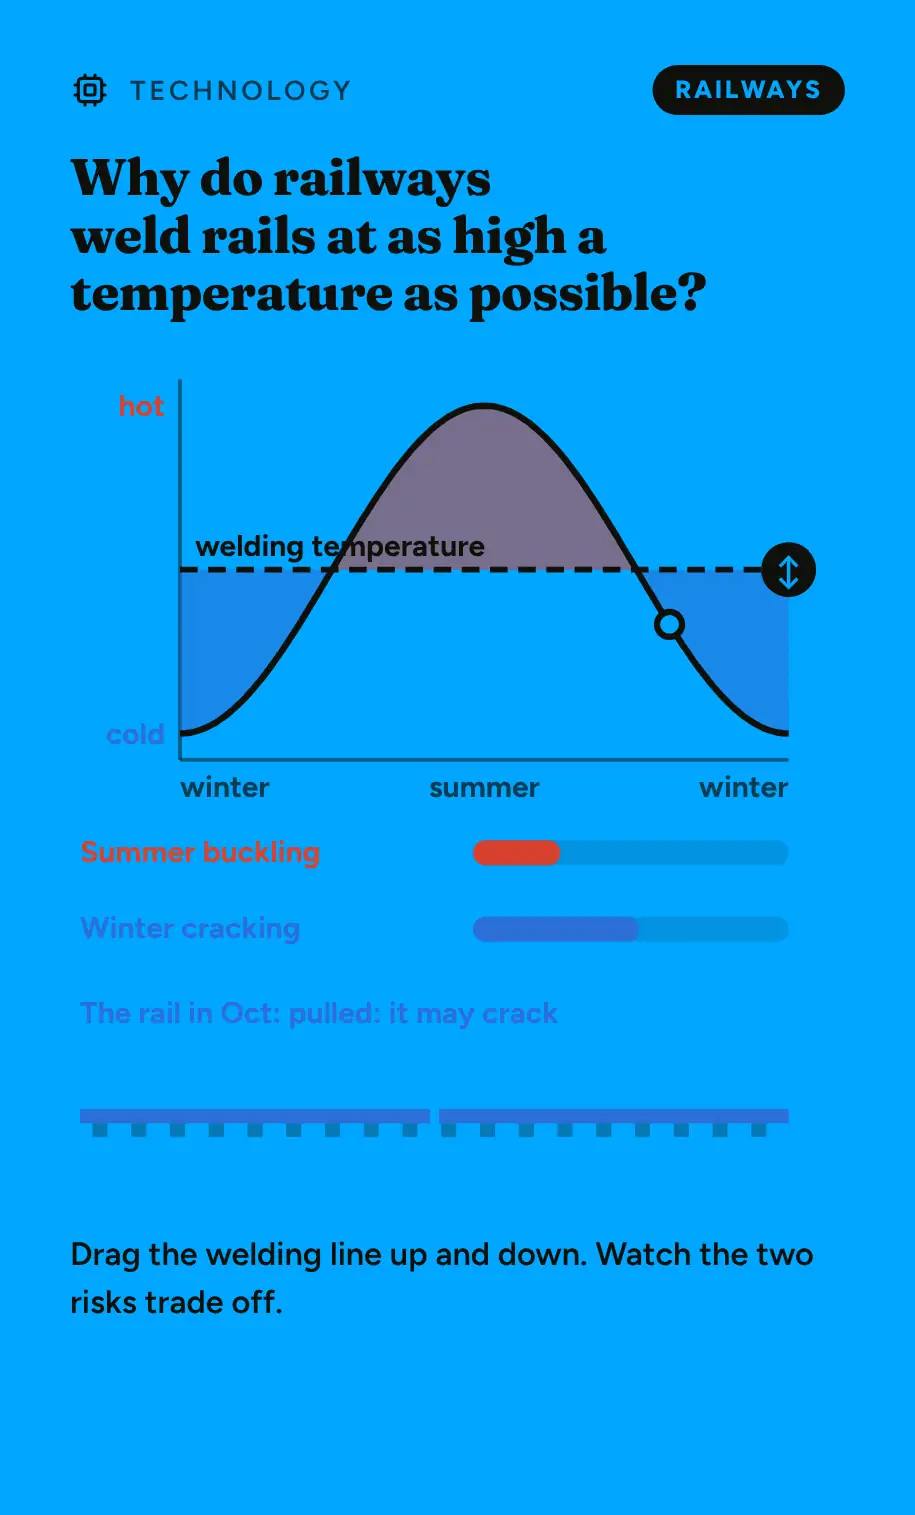 TECHNOLOGY
RAILWAYS
Why do railways
weld rails at as high a
temperature as possible?
hot
welding temperature
cold
winter
summer
winter
Summer buckling
Winter cracking
The rail in Oct: pulled: it may crack
Drag the welding line up and down. Watch the two
risks trade off.